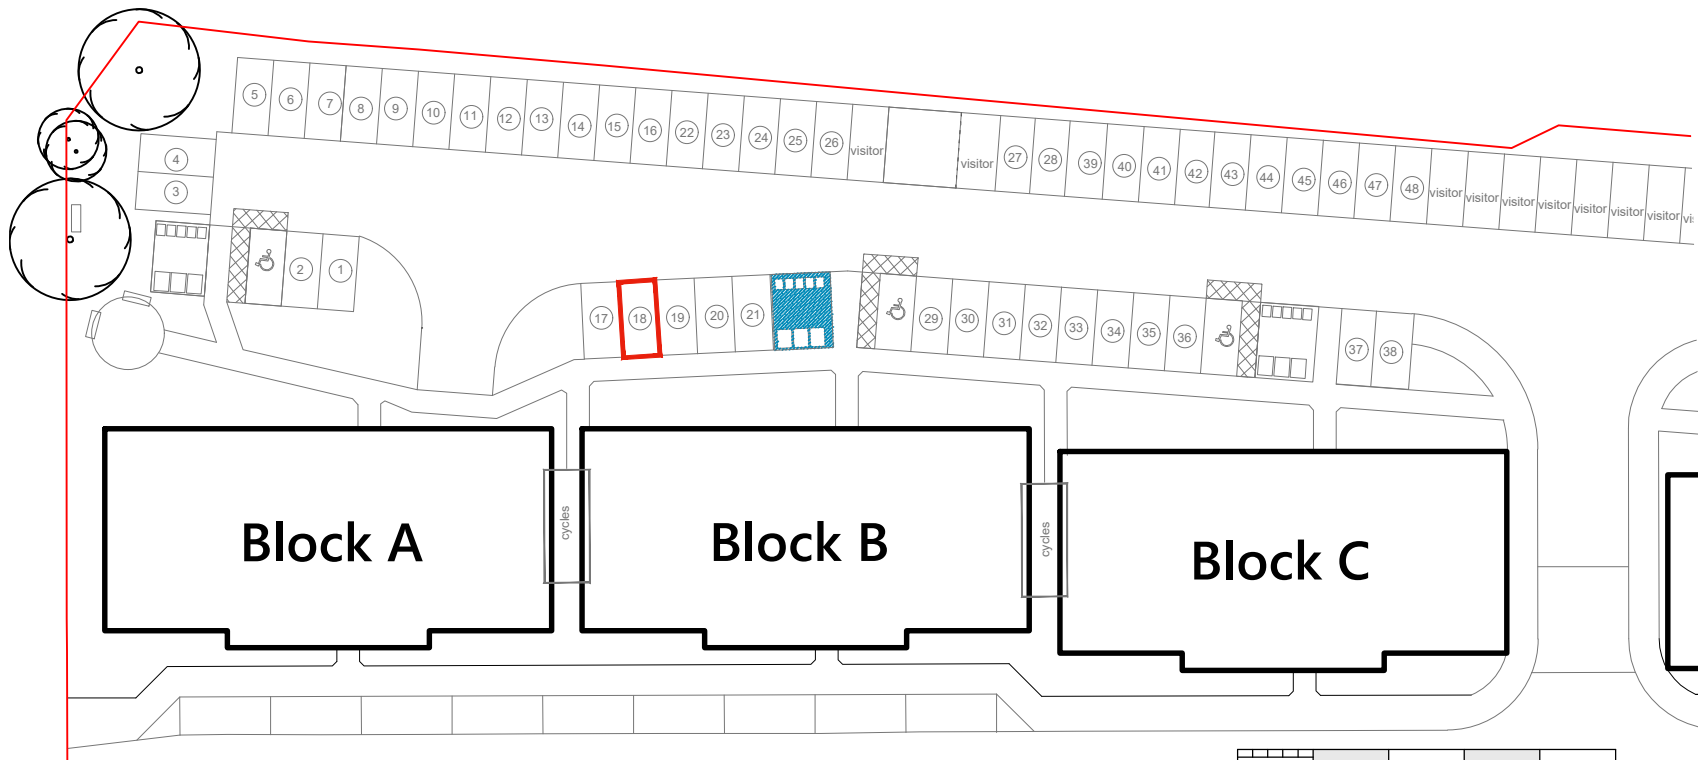 5 6 7 8 9 10 11 12 13 14 15 16 22 23 24 25 26 visitor visitor 27 28 39 40 41 42 43 44 45 46 47 48 visitor visitor visitor visitor visitor visitor visitor
4
3
2 1
17 18 19 20 21
29 30 31 32 33 34 35 36
37 38
cycles
cycles
Block A
Block B
Block C